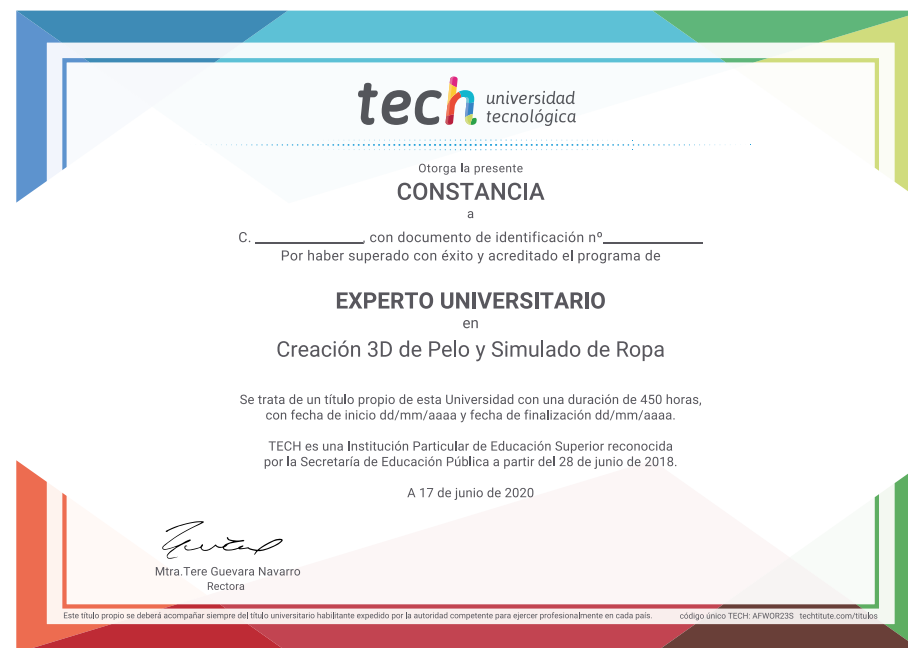 tech universidad
tecnológica
Otorga la presente
CONSTANCIA
a
C. ______________, con documento de identificación nº_____________
Por haber superado con éxito y acreditado el programa de
EXPERTO UNIVERSITARIO
en
Creación 3D de Pelo y Simulado de Ropa
Se trata de un título propio de esta Universidad con una duración de 450 horas,
con fecha de inicio dd/mm/aaaa y fecha de finalización dd/mm/aaaa.
TECH es una Institución Particular de Educación Superior reconocida
por la Secretaría de Educación Pública a partir del 28 de junio de 2018.
A 17 de junio de 2020
Mtra.Tere Guevara Navarro
Rectora
Este título propio se deberá acompañar siempre del título universitario habilitante expedido por la autoridad competente para ejercer profesionalmente en cada país. código único TECH: AFWOR23S techtitute.com/titulos